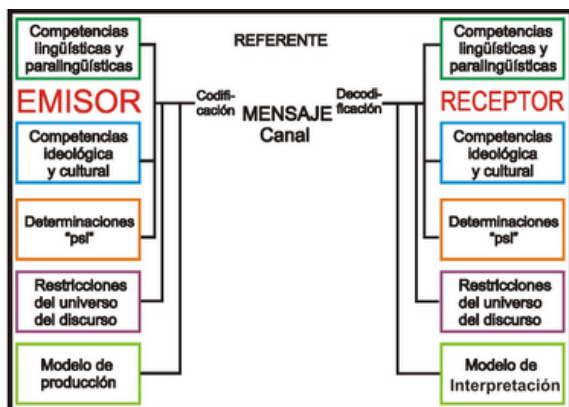 Competencias
lingüísticas y
paralingüísticas
EMISOR
Competencias
ideológica
y cultural
Determinaciones
"psi"
Restricciones
del universo
del discurso
Modelo de
producción
REFERENTE
Codifi-
cación
MENSAJE
Canal
Decodi-
ficación
Competencias
lingüísticas y
paralingüísticas
RECEPTOR
Competencias
ideológica y
y cultural
Determinaciones
"psi"
Restricciones
del universo
del discurso
Modelo de
Interpretación